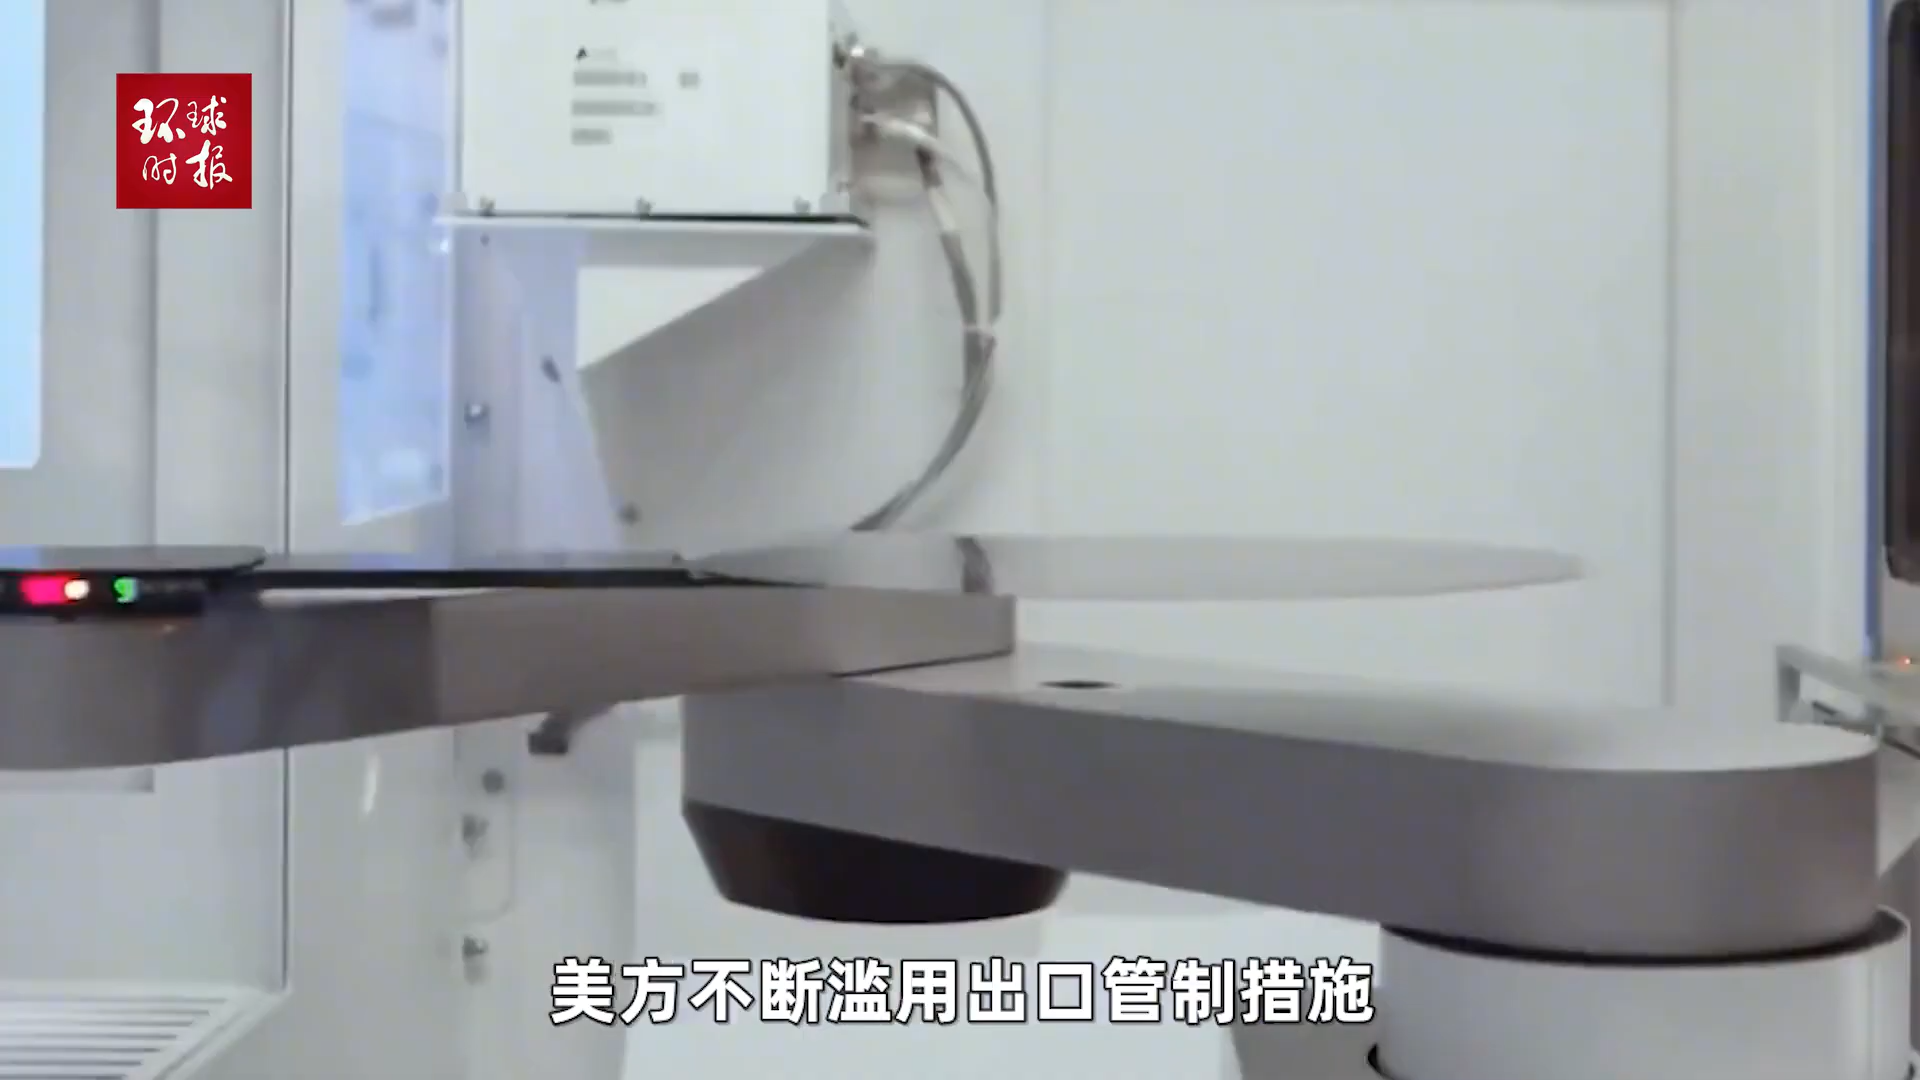 环球
时报
美方不断滥用出口管制措施